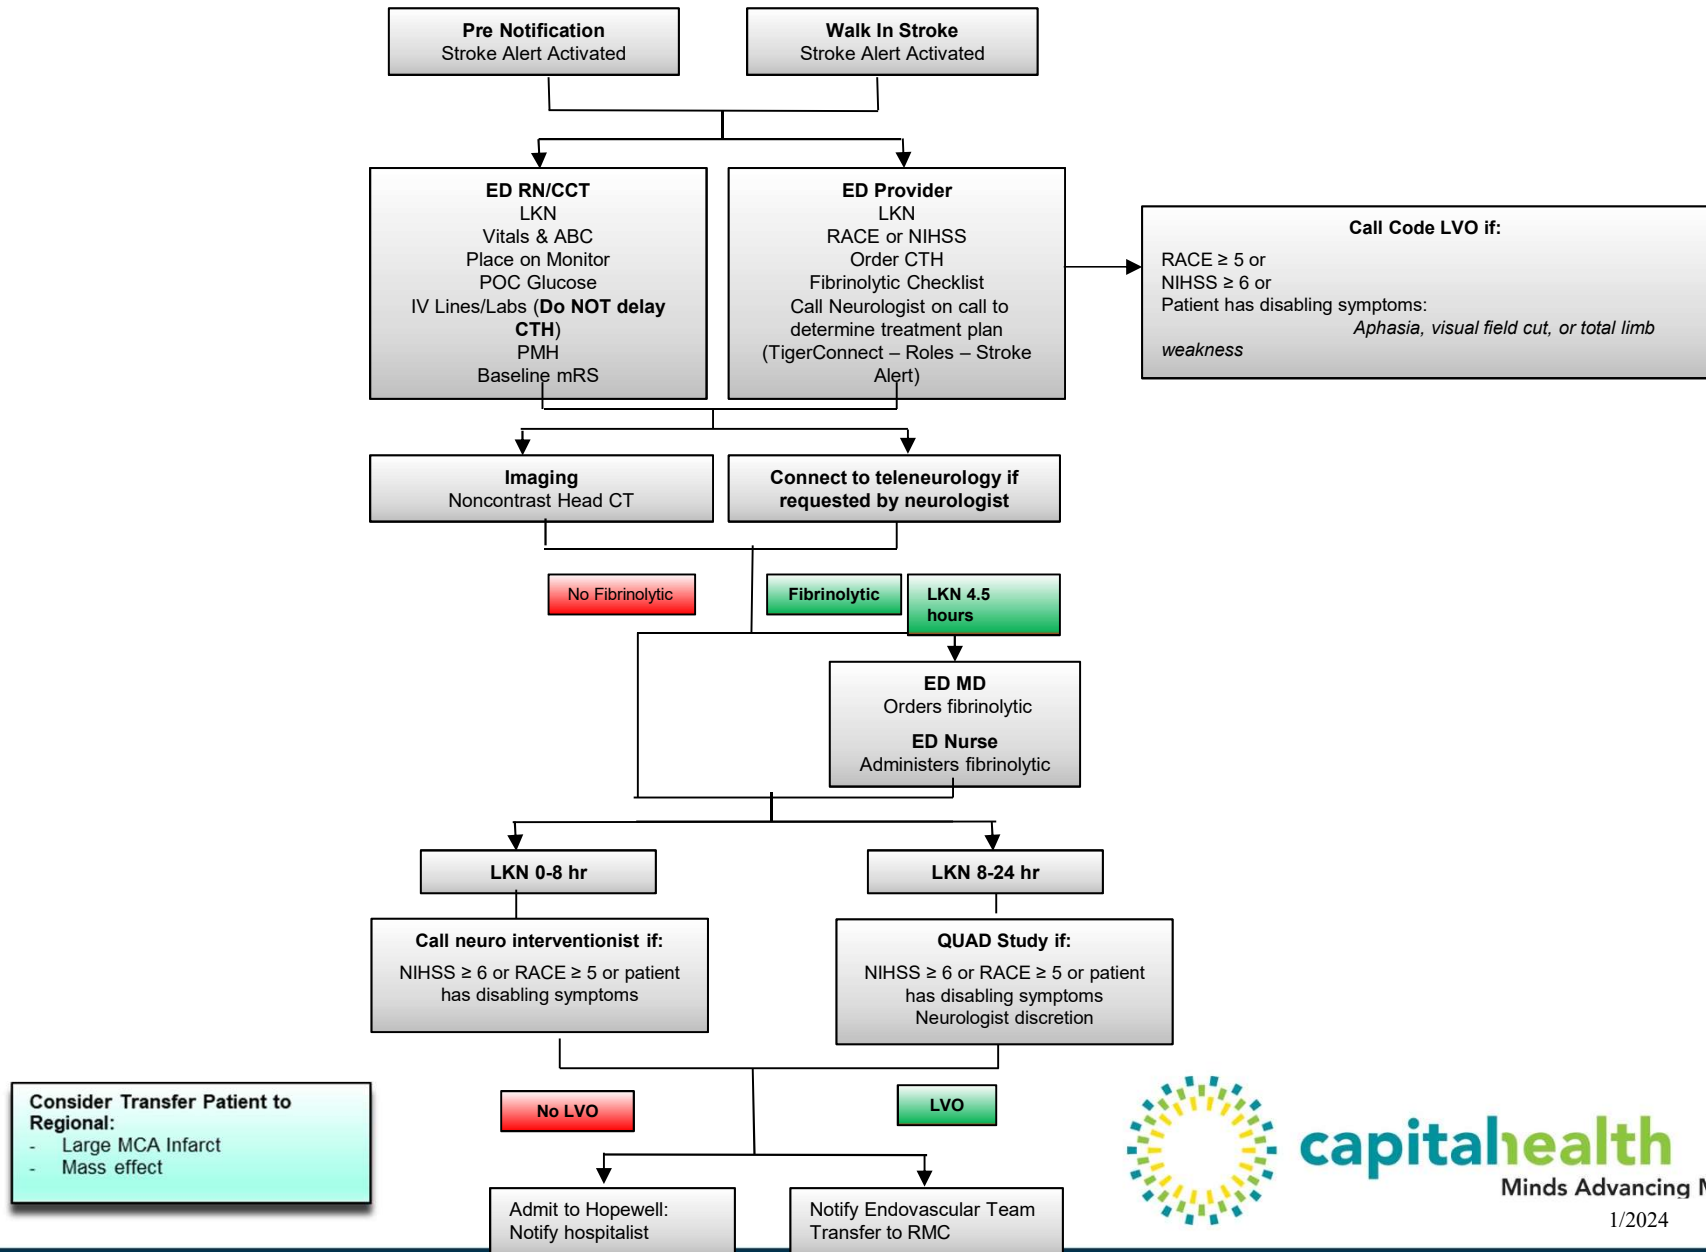 Pre Notification
Stroke Alert Activated
Walk In Stroke
Stroke Alert Activated
ED RN/CCT
LKN
Vitals & ABC
Place on Monitor
POC Glucose
IV Lines/Labs (Do NOT delay
CTH)
PMH
Baseline mRS
ED Provider
LKN
RACE or NIHSS
Order CTH
Fibrinolytic Checklist
Call Neurologist on call to
determine treatment plan
(TigerConnect – Roles – Stroke
Alert)
Call Code LVO if:
RACE ≥ 5 or
NIHSS ≥ 6 or
Patient has disabling symptoms:
Aphasia, visual field cut, or total limb
weakness
Imaging
Noncontrast Head CT
Connect to teleneurology if
requested by neurologist
No Fibrinolytic
Fibrinolytic
LKN 4.5
hours
ED MD
Orders fibrinolytic
ED Nurse
Administers fibrinolytic
LKN 0-8 hr
LKN 8-24 hr
Call neuro interventionist if:
NIHSS ≥ 6 or RACE ≥ 5 or patient
has disabling symptoms
QUAD Study if:
NIHSS ≥ 6 or RACE ≥ 5 or patient
has disabling symptoms
Neurologist discretion
Consider Transfer Patient to
Regional:
- Large MCA Infarct
- Mass effect
No LVO
LVO
Admit to Hopewell:
Notify hospitalist
Notify Endovascular Team
Transfer to RMC
capitalhealth
Minds Advancing
1/2024